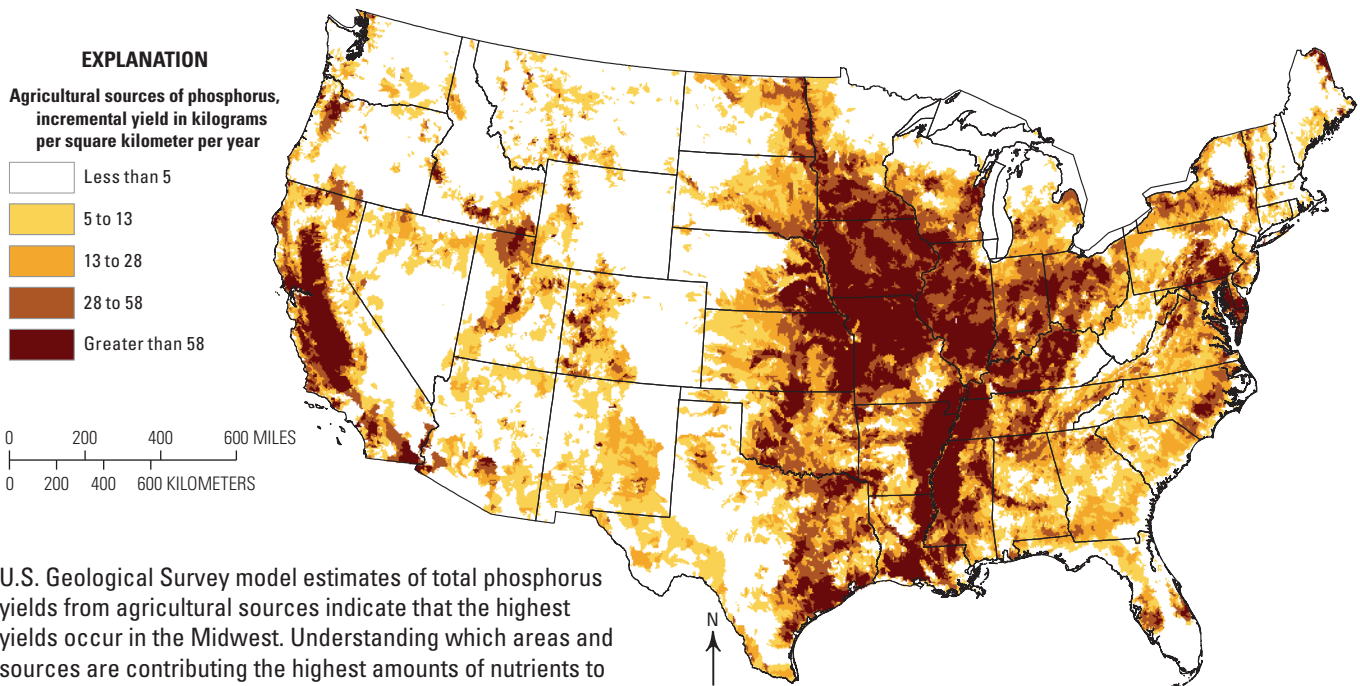 EXPLANATION
Agricultural sources of phosphorus,
incremental yield in kilograms
per square kilometer per year
Less than 5
5 to 13
13 to 28
28 to 58
Greater than 58
0 200 400 600 MILES
0 200 400 600 KILOMETERS
U.S. Geological Survey model estimates of total phosphorus
yields from agricultural sources indicate that the highest
yields occur in the Midwest. Understanding which areas and
sources are contributing the highest amounts of nutrients to
N